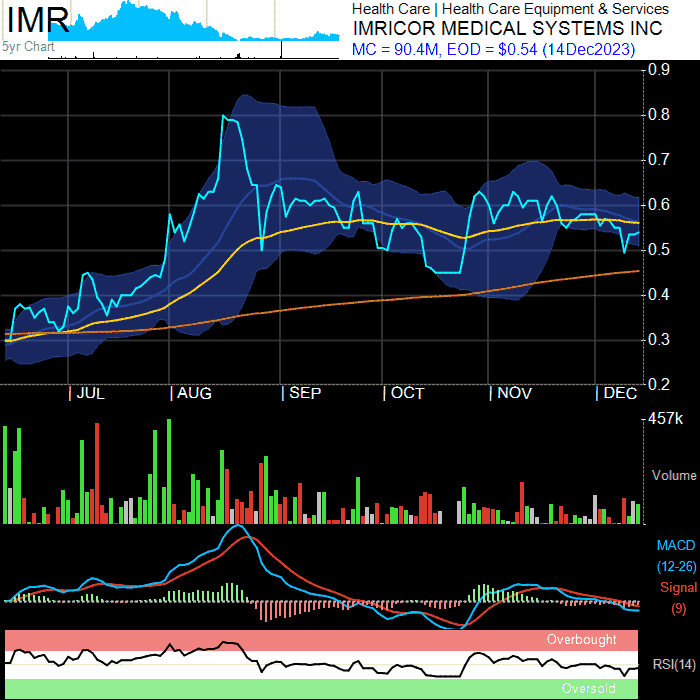 IMR
5yr Chart
Health Care | Health Care Equipment & Services
IMRICOR MEDICAL SYSTEMS INC
MC = 90.4M, EOD = $0.54 (14Dec2023)
0.9
0.8
0.7
0.6
0.5
0.4
0.3
0.2
JUL AUG SEP OCT NOV DEC
457k
Volume
MACD
(12-26)
Signal
(9)
Overbought
RSI(14)
Oversold